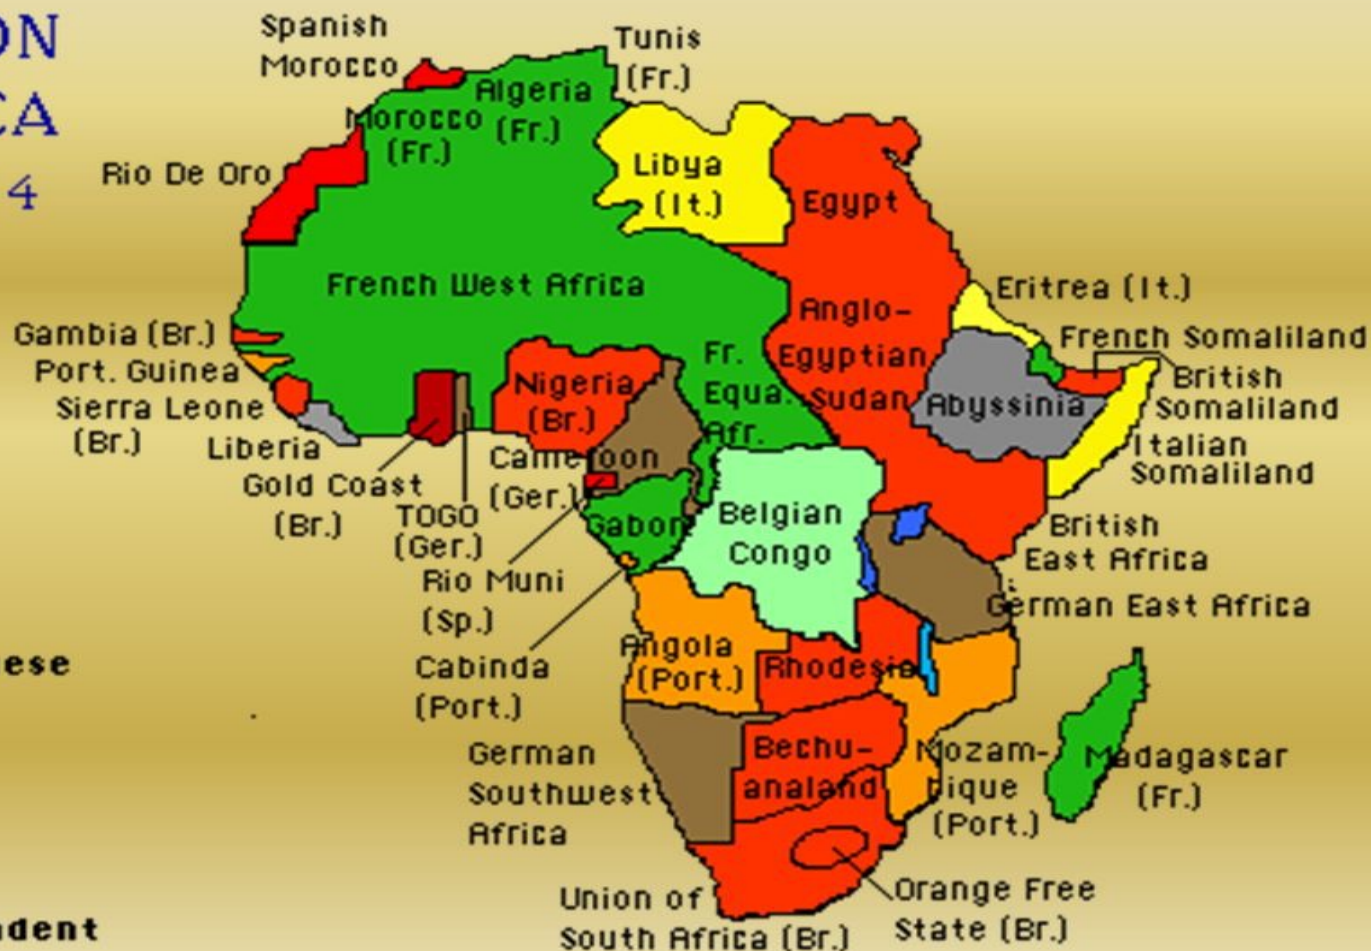 ON
CA
4
Spanish
Morocco
Tunis
(Fr.)
Algeria
(Fr.)
Morocco
(Fr.)
Rio De Oro
Libya
(It.)
Egypt
French West Africa
Anglo-
Egyptian
Sudan
Eritrea (It.)
French Somaliland
British
Somaliland
Italian
Somaliland
Abyssinia
Gambia (Br.)
Port. Guinea
Sierra Leone
(Br.)
Liberia
Gold Coast
(Br.)
TOGO
(Ger.)
Nigeria
(Br.)
Fr.
Equa.
Afr.
Cameroon
(Ger.)
Rio Muni
(Sp.)
Gabon
Cabinda
(Port.)
Belgian
Congo
British
East Africa
German East Africa
Angola
(Port.)
Rhodesia
German
Southwest
Africa
Bechu-
analand
Mozam-
bique
(Port.)
Madagascar
(Fr.)
Union of
South Africa (Br.)
Orange Free
State (Br.)
ese
ndent